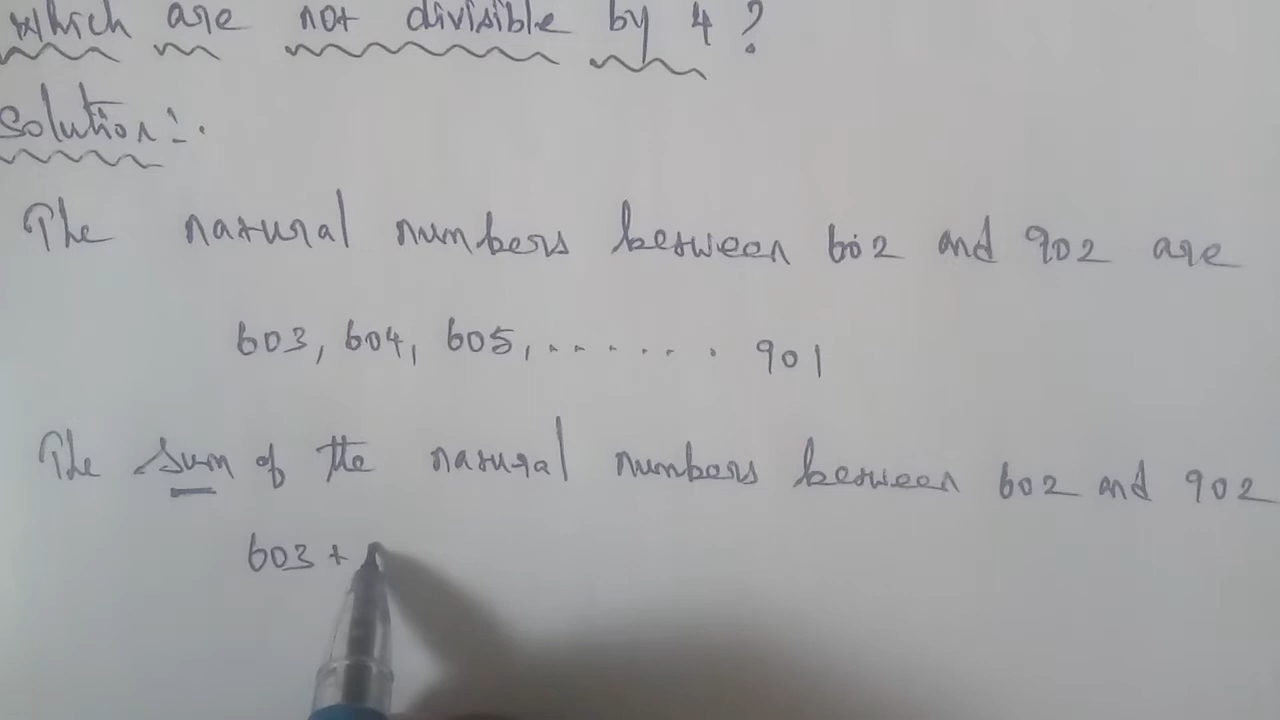 which are not divisible by 4?
Solution:-
The natural numbers between 602 and 902 are
603, 604, 605, ....... 901
The sum of the natural numbers between 602 and 902
603 +